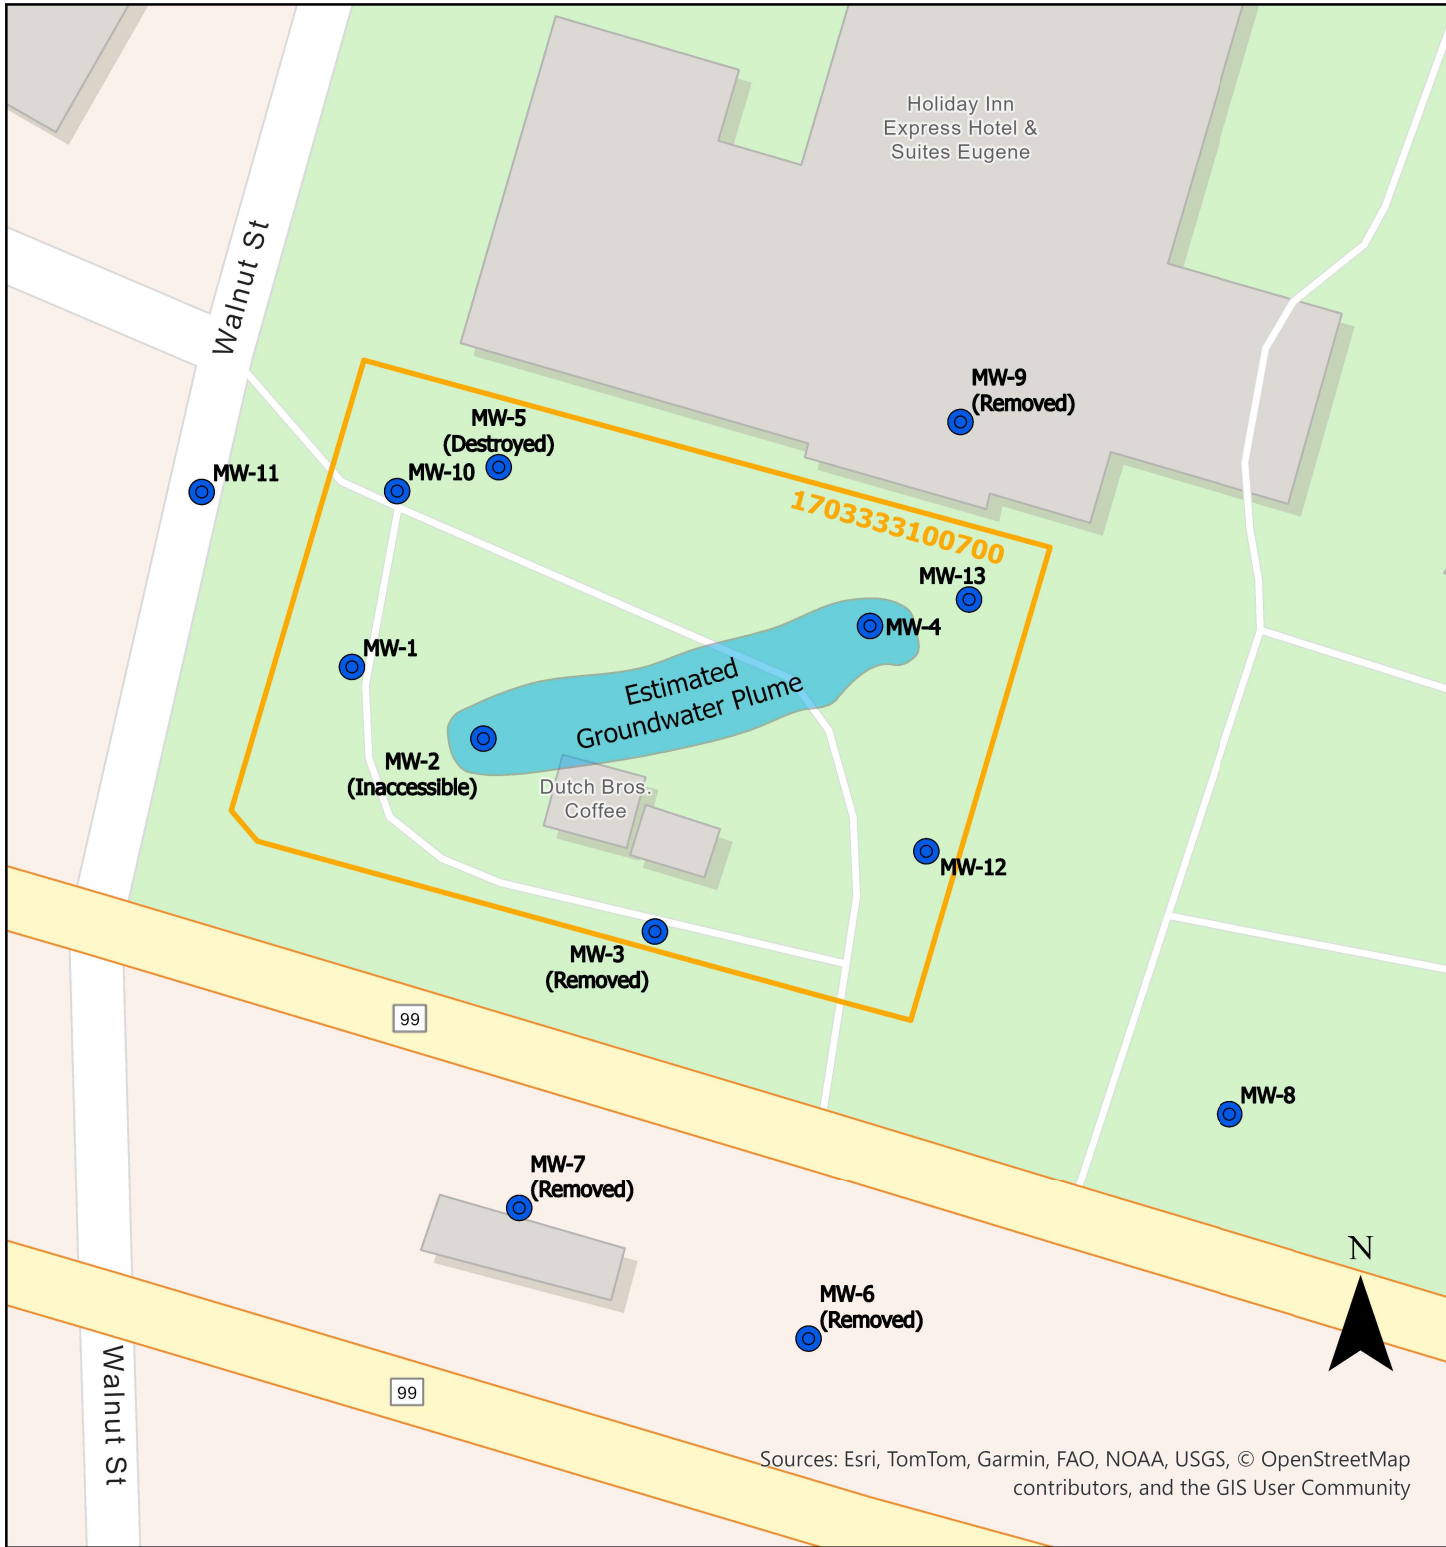 Holiday Inn
Express Hotel &
Suites Eugene
Walnut St
MW-9
(Removed)
MW-5
(Destroyed)
MW-10
MW-11
1703333100700
MW-13
MW-4
MW-1
Estimated
Groundwater Plume
MW-2
(Inaccessible)
Dutch Bros.
Coffee
MW-12
MW-3
(Removed)
99
MW-8
MW-7
(Removed)
N
MW-6
(Removed)
Walnut St
99
Sources: Esri, TomTom, Garmin, FAO, NOAA, USGS, © OpenStreetMap
contributors, and the GIS User Community